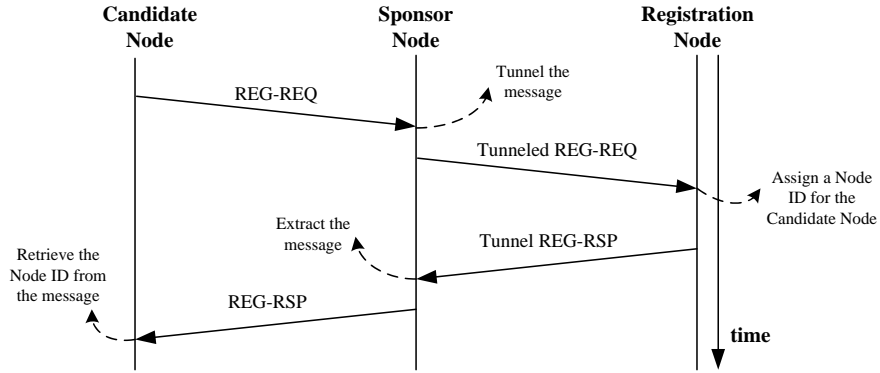 Candidate
Node
Sponsor
Node
Registration
Node
REG-REQ
Tunnel the
message
Tunneled REG-REQ
Assign a Node
ID for the
Candidate Node
Extract the
message
Tunnel REG-RSP
Retrieve the
Node ID from
the message
REG-RSP
time